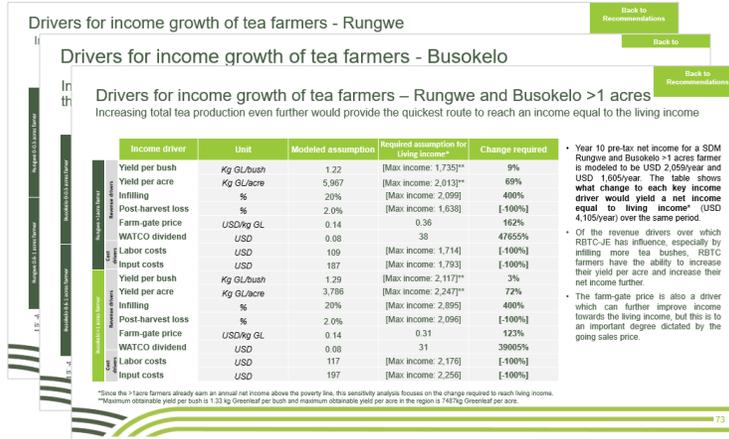 Drivers for income growth of tea farmers - Rungwe
Back to
Recommendations
Drivers for income growth of tea farmers - Busokelo
Back to
In
th
Drivers for income growth of tea farmers – Rungwe and Busokelo >1 acres
Back to
Recommendations
Increasing total tea production even further would provide the quickest route to reach an income equal to the living income
Income driver Unit Modeled assumption Required assumption for Living income* Change required
Rungwe >1acre farmer
Revenue drivers
Yield per bush Kg GL/bush 1.22 [Max income: 1,735]** 9%
Yield per acre Kg GL/acre 5,967 [Max income: 2,013]** 69%
Infilling % 20% [Max income: 2,099] 400%
Post-harvest loss % 2.0% [Max income: 1,638] [-100%]
Farm-gate price USD/kg GL 0.14 0.36 162%
WATCO dividend USD 0.08 38 47655%
Cost drivers
Labor costs USD 109 [Max income: 1,714] [-100%]
Input costs USD 187 [Max income: 1,793] [-100%]
Revenue drivers
Yield per bush Kg GL/bush 1.29 [Max income: 2,117]** 3%
Yield per acre Kg GL/acre 3,786 [Max income: 2,247]** 72%
Infilling % 20% [Max income: 2,895] 400%
Post-harvest loss % 2.0% [Max income: 2,096] [-100%]
Farm-gate price USD/kg GL 0.14 0.31 123%
WATCO dividend USD 0.08 31 39005%
Cost drivers
Labor costs USD 117 [Max income: 2,176] [-100%]
Input costs USD 197 [Max income: 2,256] [-100%]
• Year 10 pre-tax net income for a SDM
Rungwe and Busokelo >1 acres farmer
is modeled to be USD 2,059/year and
USD 1,605/year. The table shows
what change to each key income
driver would yield a net income
equal to living income* (USD
4,105/year) over the same period.
• Of the revenue drivers over which
RBTC-JE has influence, especially by
infilling more tea bushes, RBTC
farmers have the ability to increase
their yield per acre and increase their
net income further.
• The farm-gate price is also a driver
which can further improve income
towards the living income, but this is to
an important degree dictated by the
going sales price.
*Since the >1acre farmers already earn an annual net income above the poverty line, this sensitivity analysis focuses on the change required to reach living income.
**Maximum obtainable yield per bush is 1.33 kg Greenleaf per bush and maximum obtainable yield per acre in the region is 7487kg Greenleaf per acre.
73